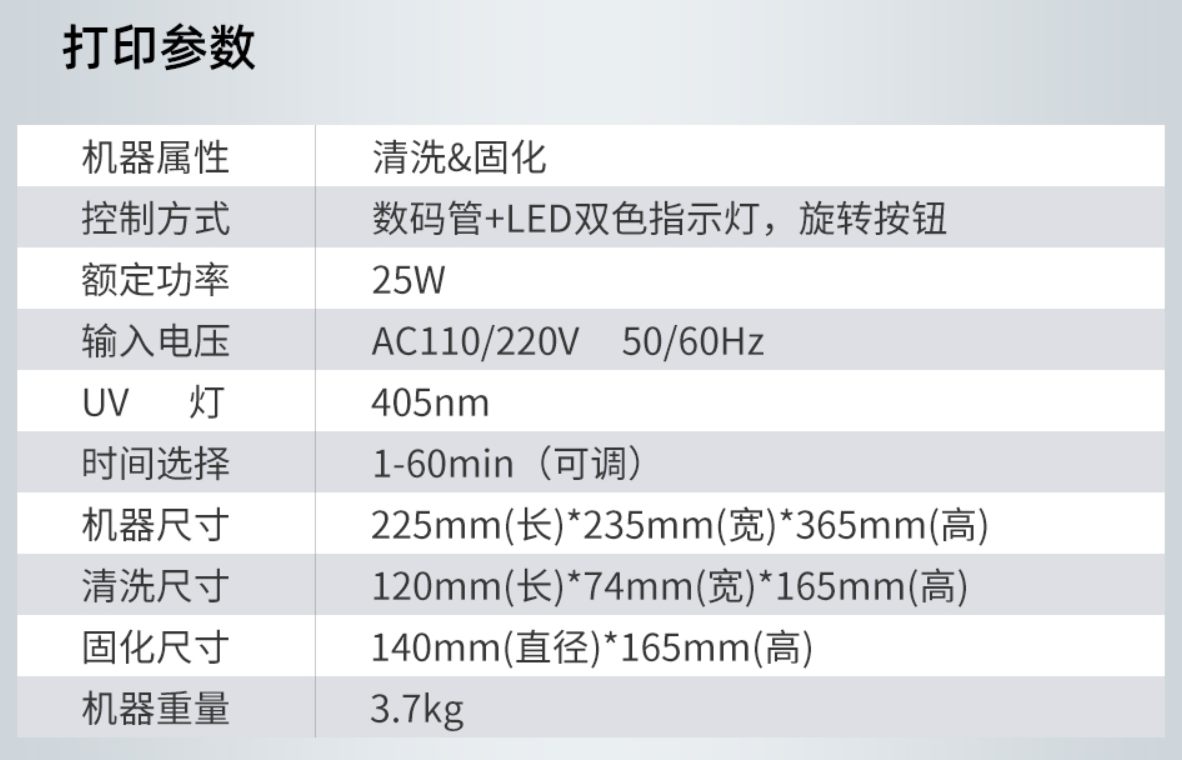 打印参数
机器属性 清洗&固化
控制方式 数码管+LED双色指示灯，旋转按钮
额定功率 25W
输入电压 AC110/220V 50/60Hz
UV 灯 405nm
时间选择 1-60min（可调）
机器尺寸 225mm(长)*235mm(宽)*365mm(高)
清洗尺寸 120mm(长)*74mm(宽)*165mm(高)
固化尺寸 140mm(直径)*165mm(高)
机器重量 3.7kg